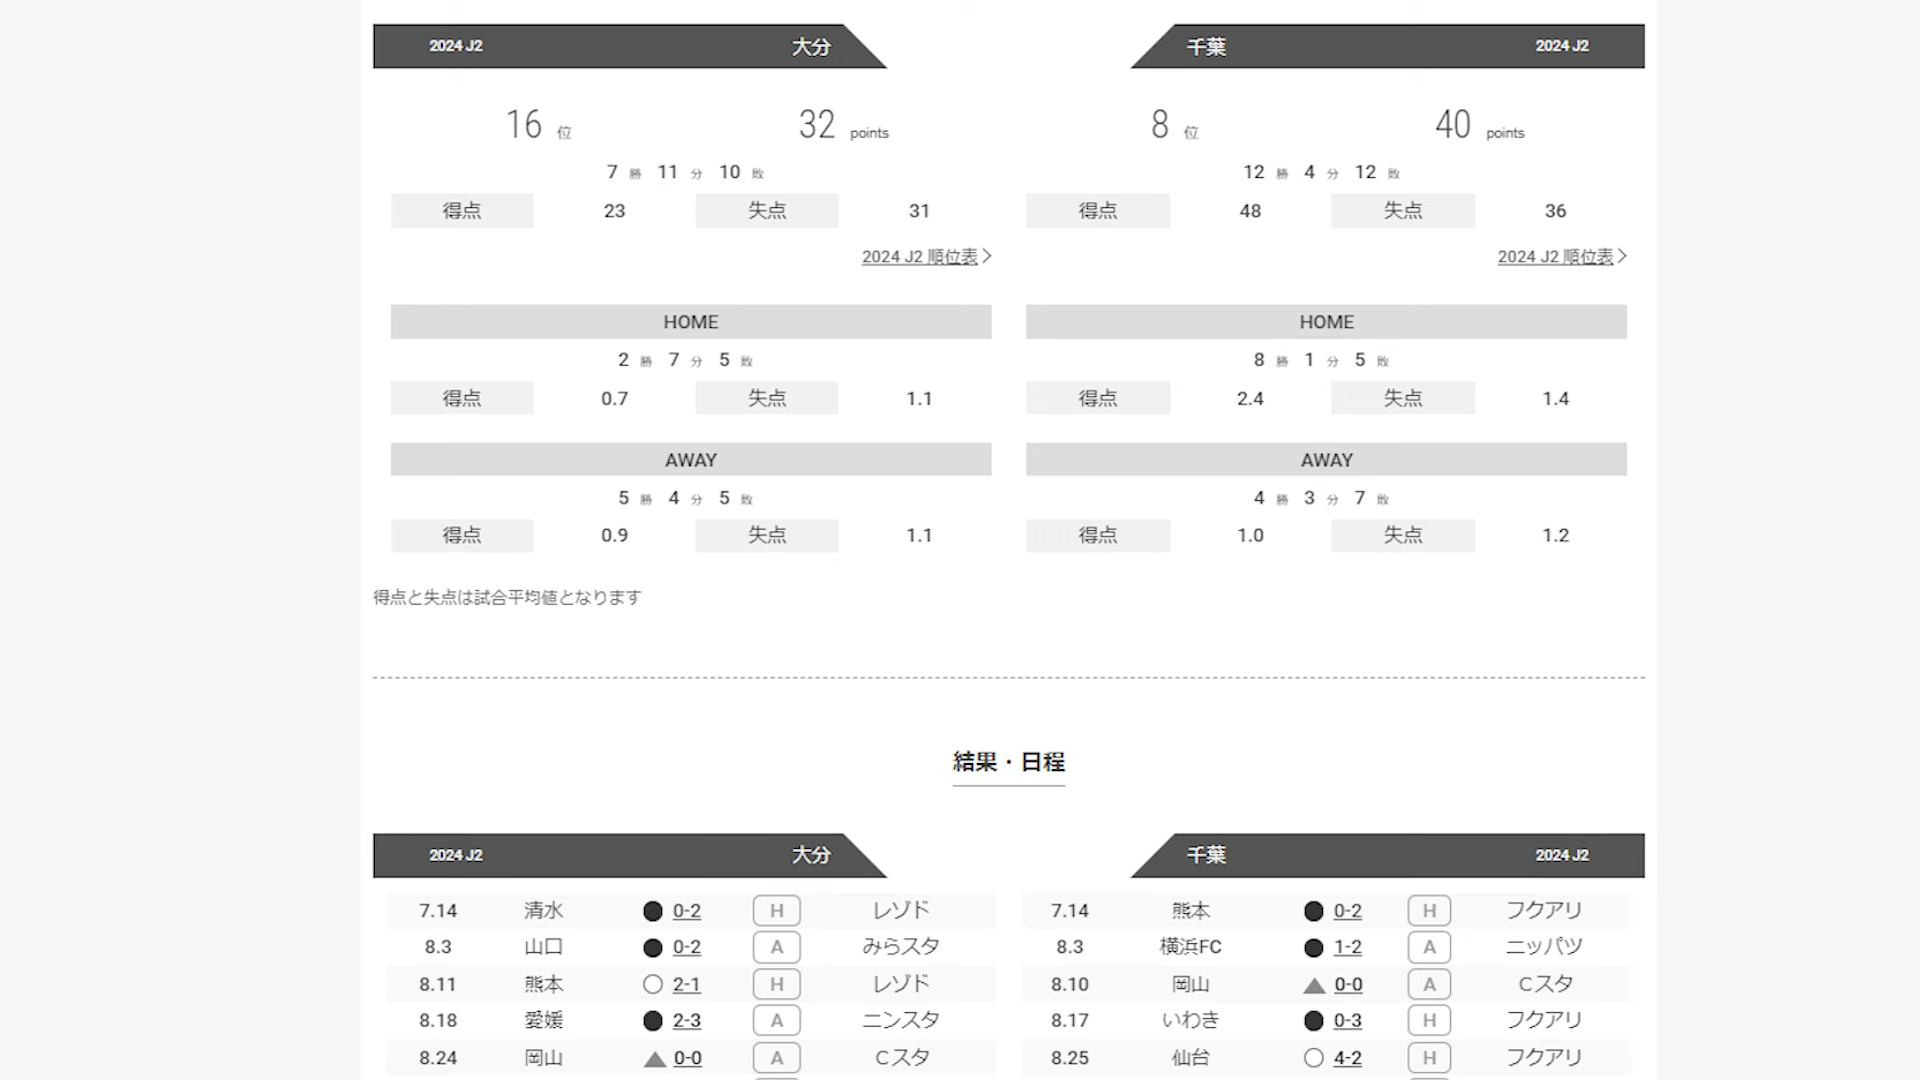 2024 J2 大分
千葉 2024 J2
16 位 32 points
8 位 40 points
7 勝 11 分 10 敗
12 勝 4 分 12 敗
得点 23 失点 31
得点 48 失点 36
2024 J2 順位表
2024 J2 順位表
HOME
HOME
2 勝 7 分 5 敗
8 勝 1 分 5 敗
得点 0.7 失点 1.1
得点 2.4 失点 1.4
AWAY
AWAY
5 勝 4 分 5 敗
4 勝 3 分 7 敗
得点 0.9 失点 1.1
得点 1.0 失点 1.2
得点と失点は試合平均値となります
結果・日程
2024 J2 大分
千葉 2024 J2
7.14 清水 ● 0-2 H レゾド
7.14 熊本 ● 0-2 H フクアリ
8.3 山口 ● 0-2 A みらスタ
8.3 横浜FC ● 1-2 A ニッパツ
8.11 熊本 ○ 2-1 H レゾド
8.10 岡山 ▲ 0-0 A Cスタ
8.18 愛媛 ● 2-3 A ニンスタ
8.17 いわき ● 0-3 H フクアリ
8.24 岡山 ▲ 0-0 A Cスタ
8.25 仙台 ○ 4-2 H フクアリ